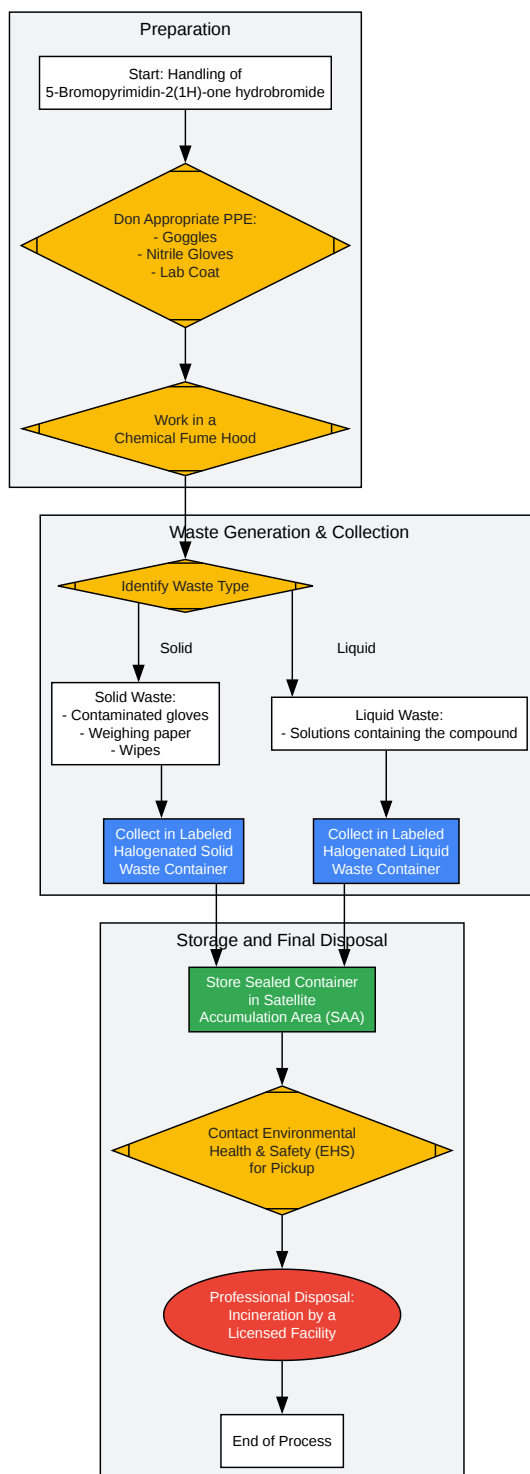 Preparation
Start: Handling of
5-Bromopyrimidin-2(1H)-one hydrobromide
Don Appropriate PPE:
- Goggles
- Nitrile Gloves
- Lab Coat
Work in a
Chemical Fume Hood
Waste Generation & Collection
Identify Waste Type
Solid
Liquid
Solid Waste:
- Contaminated gloves
- Weighing paper
- Wipes
Liquid Waste:
- Solutions containing the compound
Collect in Labeled
Halogenated Solid
Waste Container
Collect in Labeled
Halogenated Liquid
Waste Container
Storage and Final Disposal
Store Sealed Container
in Satellite
Accumulation Area (SAA)
Contact Environmental
Health & Safety (EHS)
for Pickup
Professional Disposal:
Incineration by a
Licensed Facility
End of Process